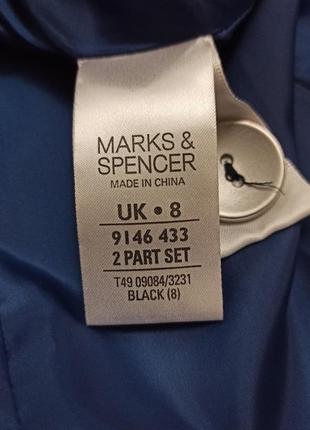 MARKS &
SPENCER
MADE IN CHINA
UK • 8
9146 433
2 PART SET
T49 09084/3231
BLACK (8)